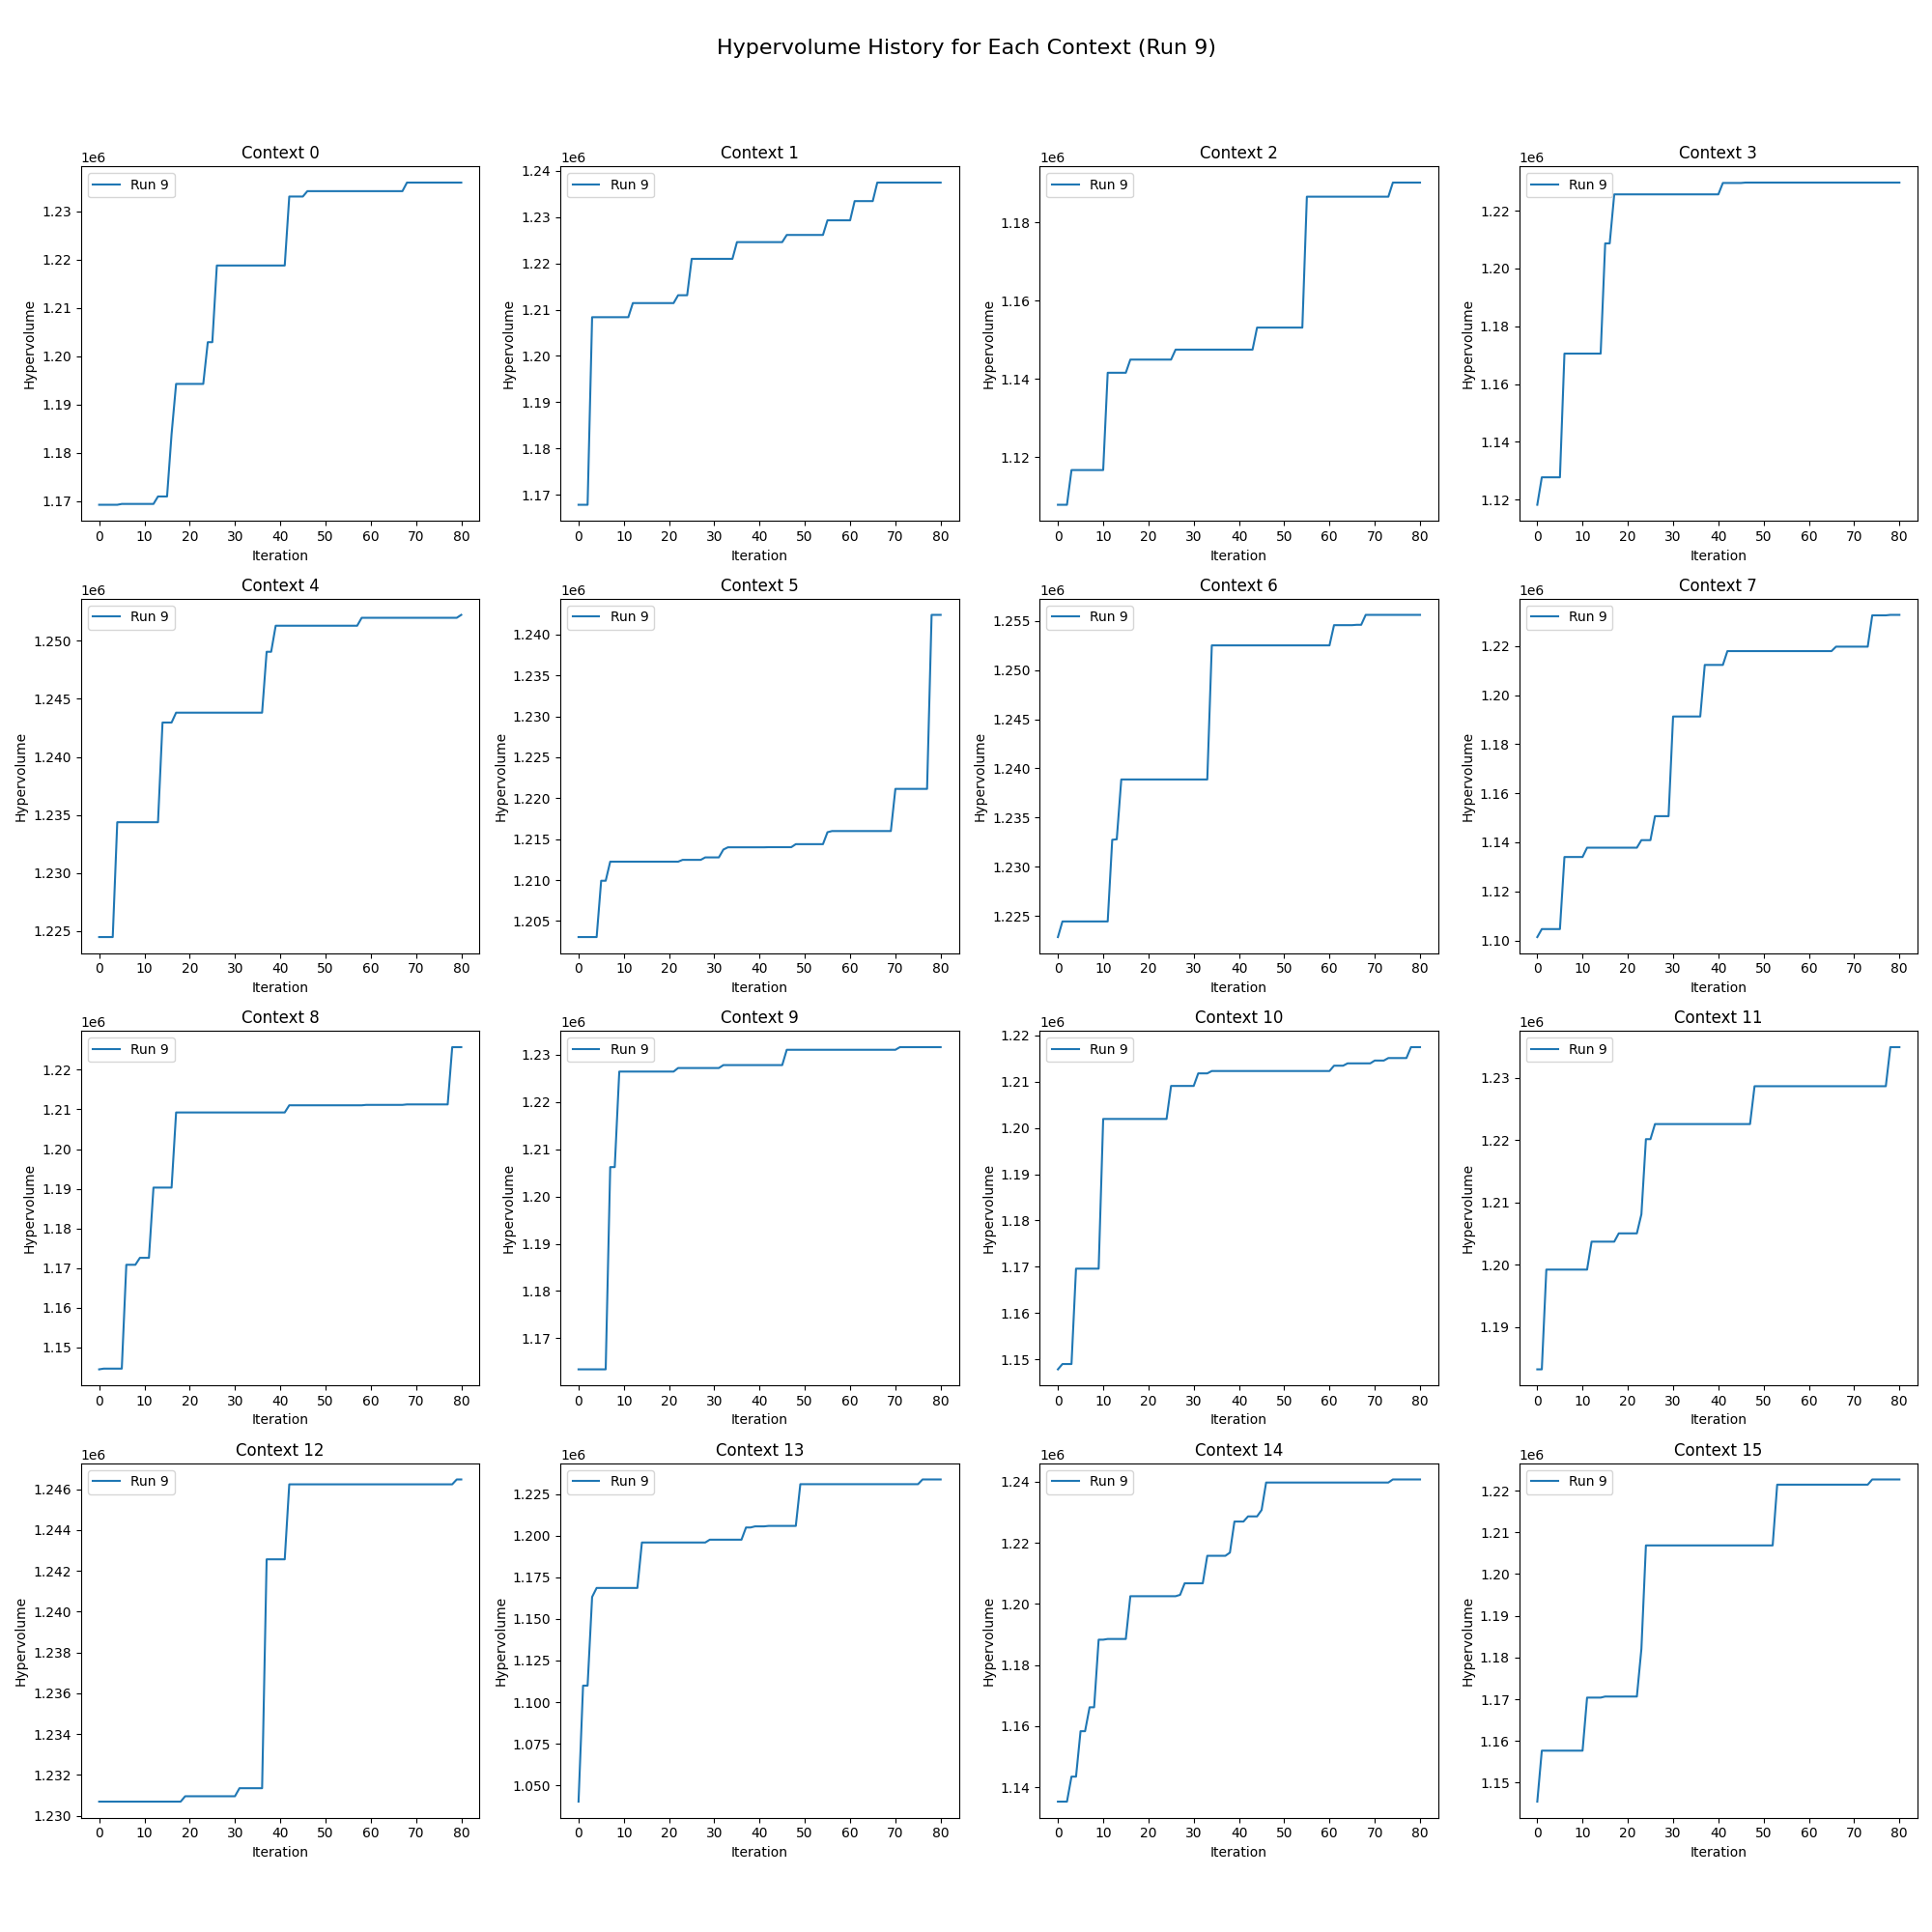 Hypervolume History for Each Context (Run 9)
Context 0
1e6
Run 9
Hypervolume
1.23
1.22
1.21
1.20
1.19
1.18
1.17
0 10 20 30 40 50 60 70 80
Iteration
Context 1
1e6
Run 9
Hypervolume
1.24
1.23
1.22
1.21
1.20
1.19
1.18
1.17
0 10 20 30 40 50 60 70 80
Iteration
Context 2
1e6
Run 9
Hypervolume
1.18
1.16
1.14
1.12
0 10 20 30 40 50 60 70 80
Iteration
Context 3
1e6
Run 9
Hypervolume
1.22
1.20
1.18
1.16
1.14
1.12
0 10 20 30 40 50 60 70 80
Iteration
Context 4
1e6
Run 9
Hypervolume
1.250
1.245
1.240
1.235
1.230
1.225
0 10 20 30 40 50 60 70 80
Iteration
Context 5
1e6
Run 9
Hypervolume
1.240
1.235
1.230
1.225
1.220
1.215
1.210
1.205
0 10 20 30 40 50 60 70 80
Iteration
Context 6
1e6
Run 9
Hypervolume
1.255
1.250
1.245
1.240
1.235
1.230
1.225
0 10 20 30 40 50 60 70 80
Iteration
Context 7
1e6
Run 9
Hypervolume
1.22
1.20
1.18
1.16
1.14
1.12
1.10
0 10 20 30 40 50 60 70 80
Iteration
Context 8
1e6
Run 9
Hypervolume
1.22
1.21
1.20
1.19
1.18
1.17
1.16
1.15
0 10 20 30 40 50 60 70 80
Iteration
Context 9
1e6
Run 9
Hypervolume
1.23
1.22
1.21
1.20
1.19
1.18
1.17
0 10 20 30 40 50 60 70 80
Iteration
Context 10
1e6
Run 9
Hypervolume
1.22
1.21
1.20
1.19
1.18
1.17
1.16
1.15
0 10 20 30 40 50 60 70 80
Iteration
Context 11
1e6
Run 9
Hypervolume
1.23
1.22
1.21
1.20
1.19
0 10 20 30 40 50 60 70 80
Iteration
Context 12
1e6
Run 9
Hypervolume
1.246
1.244
1.242
1.240
1.238
1.236
1.234
1.232
1.230
0 10 20 30 40 50 60 70 80
Iteration
Context 13
1e6
Run 9
Hypervolume
1.225
1.200
1.175
1.150
1.125
1.100
1.075
1.050
0 10 20 30 40 50 60 70 80
Iteration
Context 14
1e6
Run 9
Hypervolume
1.24
1.22
1.20
1.18
1.16
1.14
0 10 20 30 40 50 60 70 80
Iteration
Context 15
1e6
Run 9
Hypervolume
1.22
1.21
1.20
1.19
1.18
1.17
1.16
1.15
0 10 20 30 40 50 60 70 80
Iteration